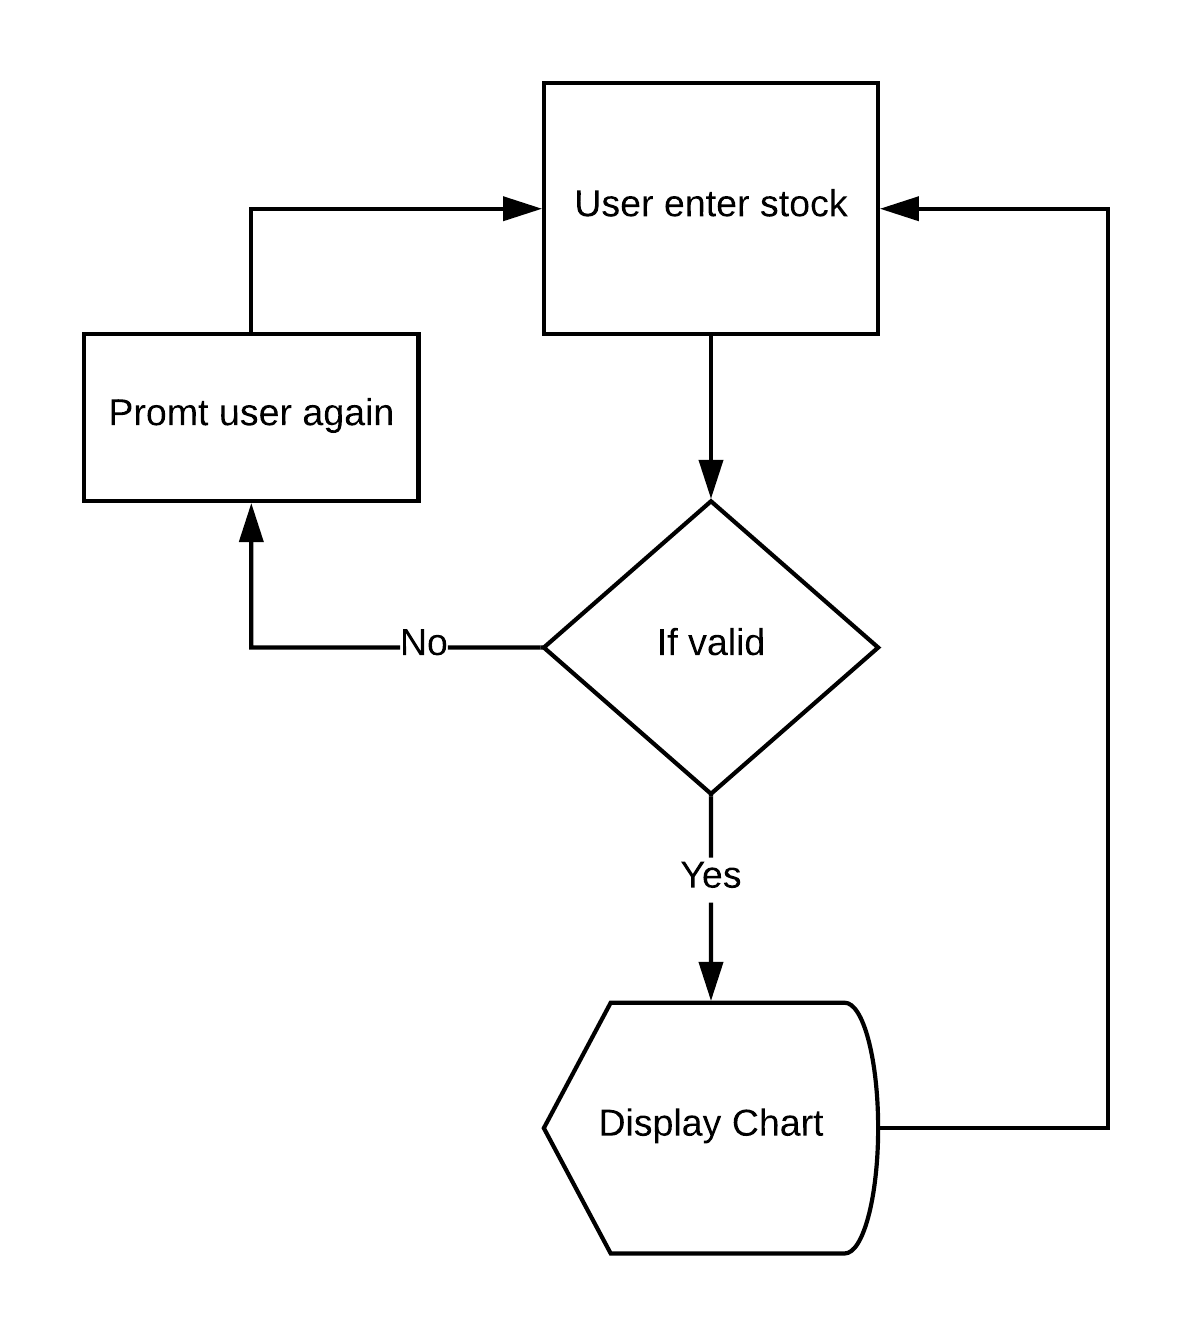 User enter stock
Promt user again
If valid
No
Yes
Display Chart